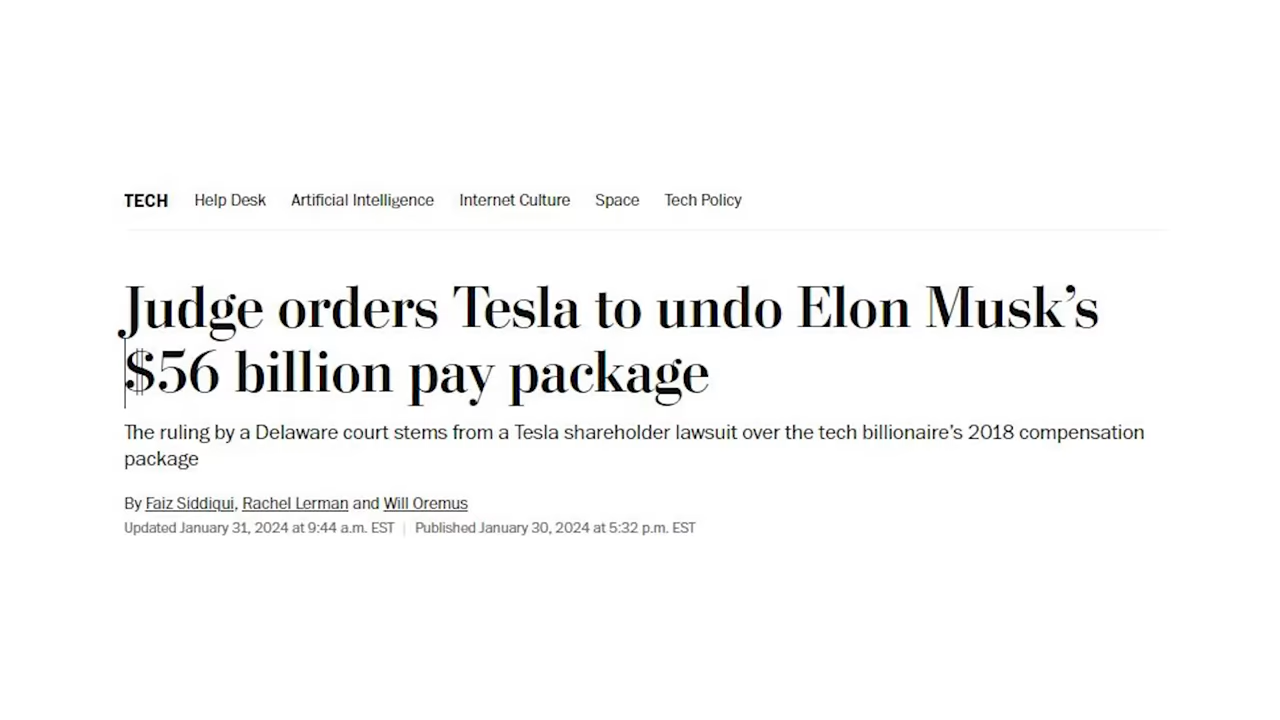 TECH Help Desk Artificial Intelligence Internet Culture Space Tech Policy
Judge orders Tesla to undo Elon Musk’s
$56 billion pay package
The ruling by a Delaware court stems from a Tesla shareholder lawsuit over the tech billionaire’s 2018 compensation
package
By Faiz Siddiqui, Rachel Lerman and Will Oremus
Updated January 31, 2024 at 9:44 a.m. EST | Published January 30, 2024 at 5:32 p.m. EST